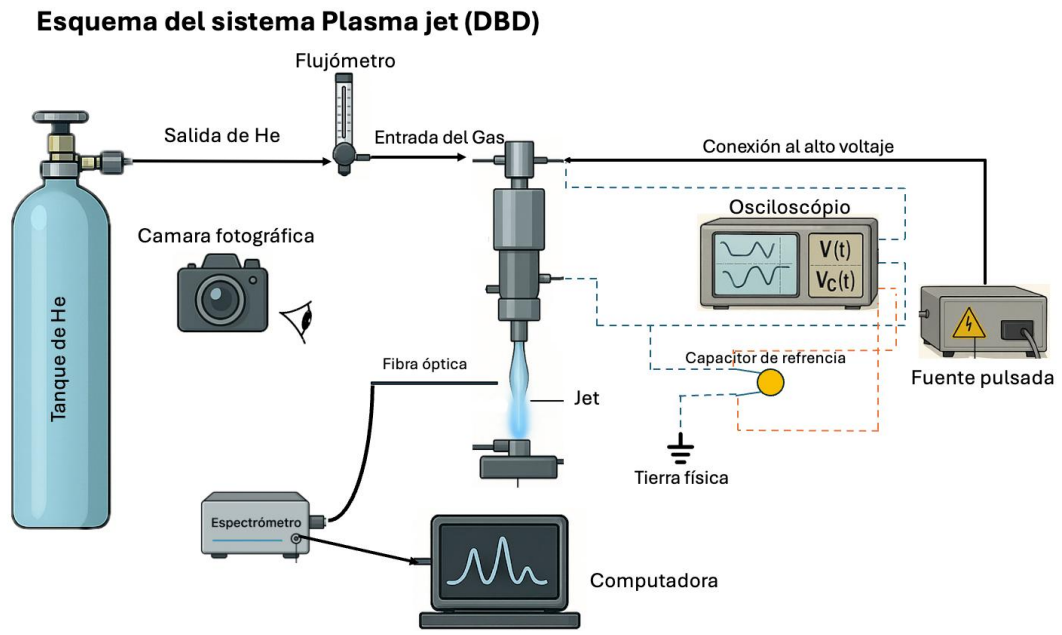 Esquema del sistema Plasma jet (DBD)
Flujómetro
Salida de He
Entrada del Gas
Conexión al alto voltaje
Osciloscópio
V(t)
Vc(t)
Camara fotográfica
Tanque de He
Fibra óptica
Jet
Capacitor de refrencia
Fuente pulsada
Tierra física
Espectrómetro
Computadora